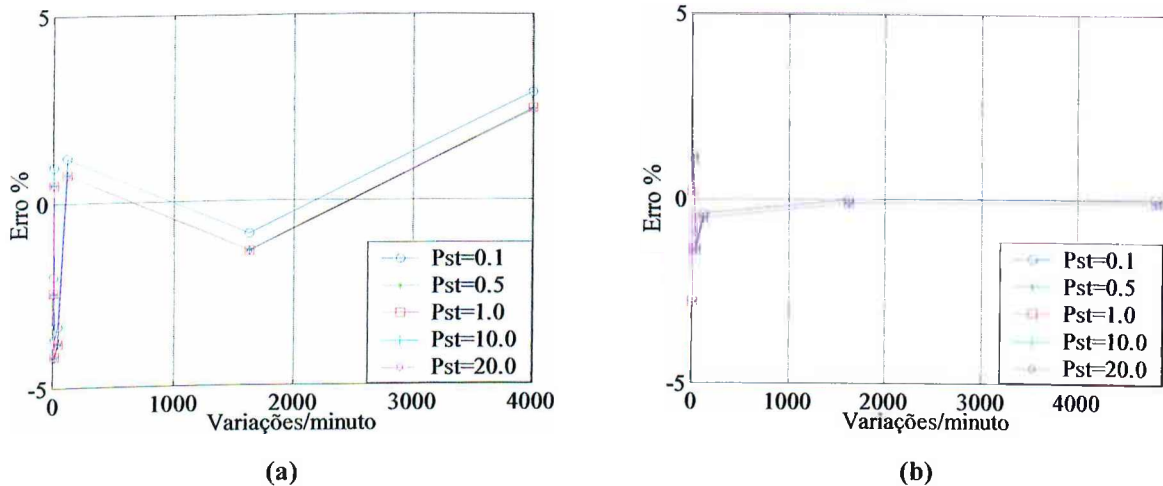 5
0
-5
Erro %
0 1000 2000 3000 4000
Variações/minuto
Pst=0.1
Pst=0.5
Pst=1.0
Pst=10.0
Pst=20.0
(a)
5
0
-5
Erro %
0 1000 2000 3000 4000
Variações/minuto
Pst=0.1
Pst=0.5
Pst=1.0
Pst=10.0
Pst=20.0
(b)